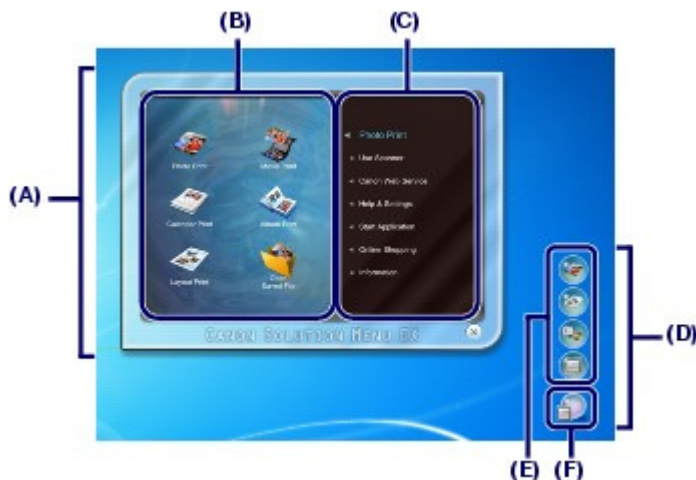 (B)
(C)
(A)
Photo Print
Movie Print
Calendar Print
Album Print
Layout Print
Open
Saved File
Photo Print
Use Scanner
Canon Web Service
Help & Settings
Start Application
Online Shopping
Information
CANON SOLUTION MENU EX
(D)
(E)
(F)